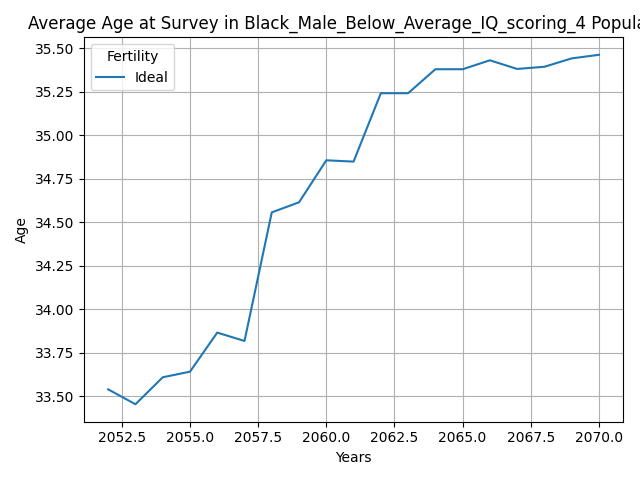 Average Age at Survey in Black_Male_Below_Average_IQ_scoring_4 Popula
Fertility
Ideal
35.50
35.25
35.00
34.75
34.50
34.25
34.00
33.75
33.50
Age
2052.5 2055.0 2057.5 2060.0 2062.5 2065.0 2067.5 2070.0
Years